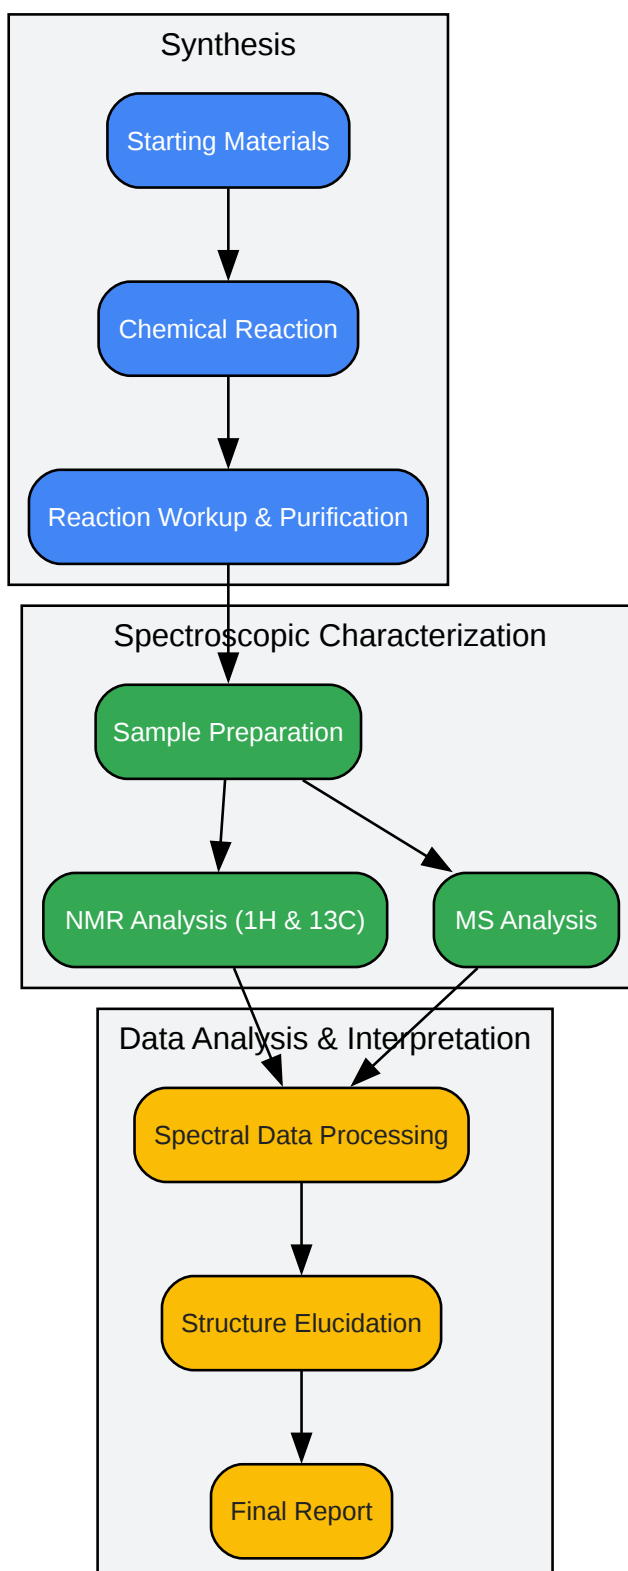 Synthesis
Starting Materials
Chemical Reaction
Reaction Workup & Purification
Spectroscopic Characterization
Sample Preparation
NMR Analysis (1H & 13C)
MS Analysis
Data Analysis & Interpretation
Spectral Data Processing
Structure Elucidation
Final Report